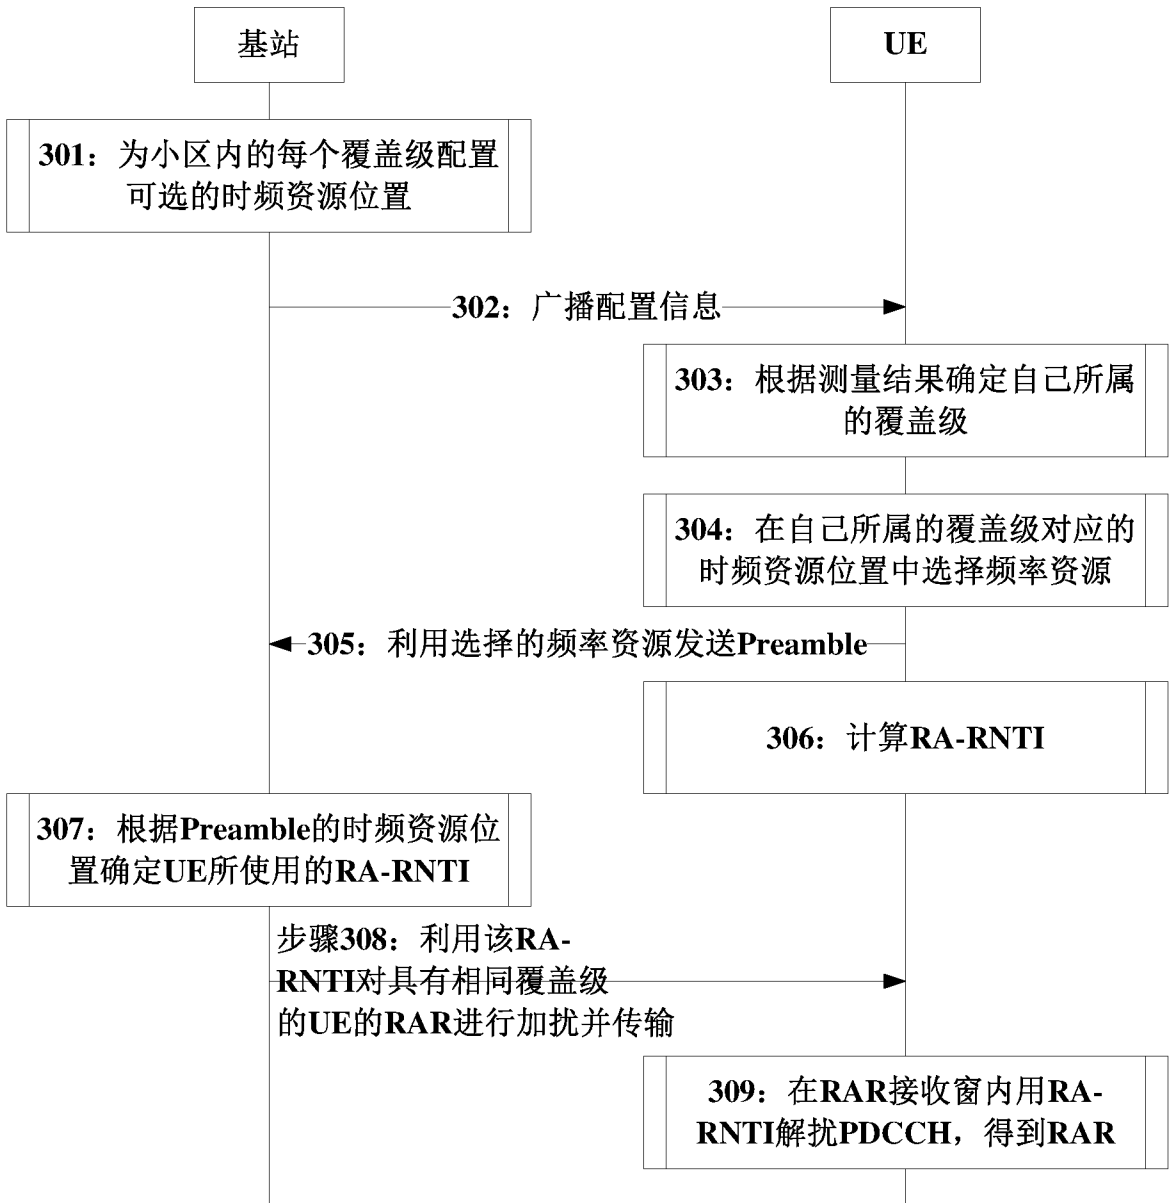 基站
UE
301：为小区内的每个覆盖级配置
可选的时频资源位置
302：广播配置信息
303：根据测量结果确定自己所属
的覆盖级
304：在自己所属的覆盖级对应的
时频资源位置中选择频率资源
305：利用选择的频率资源发送Preamble
306：计算RA-RNTI
307：根据Preamble的时频资源位
置确定UE所使用的RA-RNTI
步骤308：利用该RA-
RNTI对具有相同覆盖级
的UE的RAR进行加扰并传输
309：在RAR接收窗内用RA-
RNTI解扰PDCCH，得到RAR